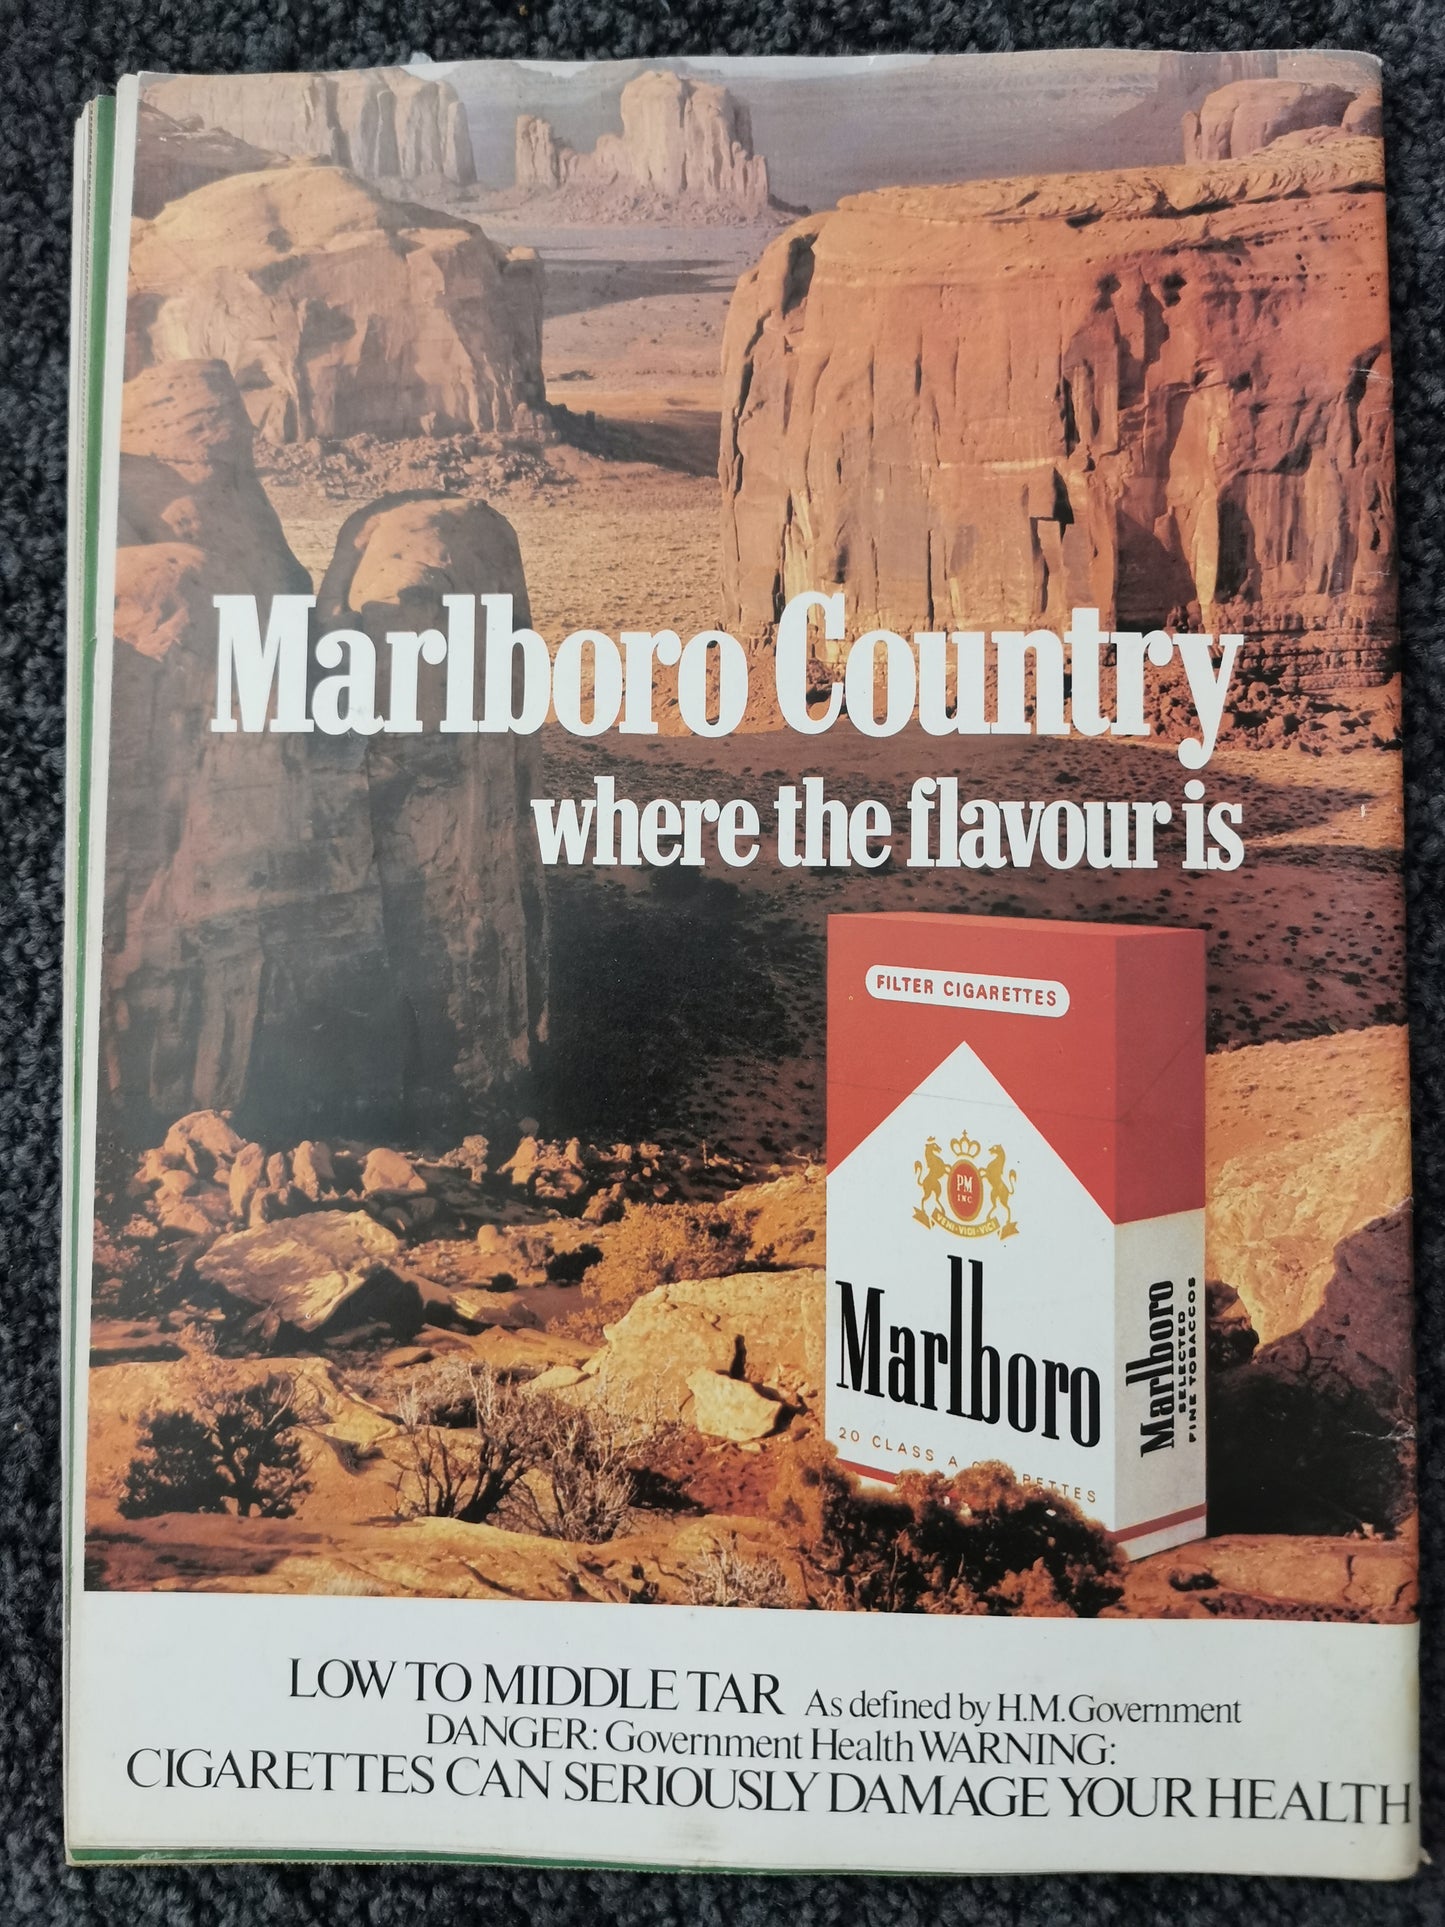 Marlboro Country
where the flavour is
FILTER CIGARETTES
PM
INC
VENI·VIDI·VICI
Marlboro
20 CLASS A
Marlboro
SELECTED
FINE TOBACCOS
LOW TO MIDDLE TAR As defined by H.M.Government
DANGER: Government Health WARNING:
CIGARETTES CAN SERIOUSLY DAMAGE YOUR HEALTH